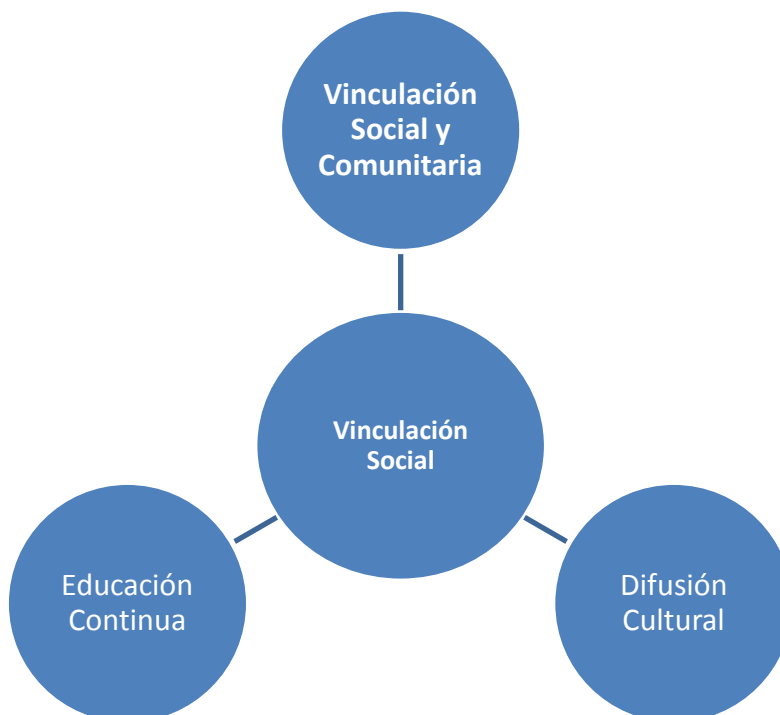 Vinculación
Social y
Comunitaria
Vinculación
Social
Educación
Continua
Difusión
Cultural